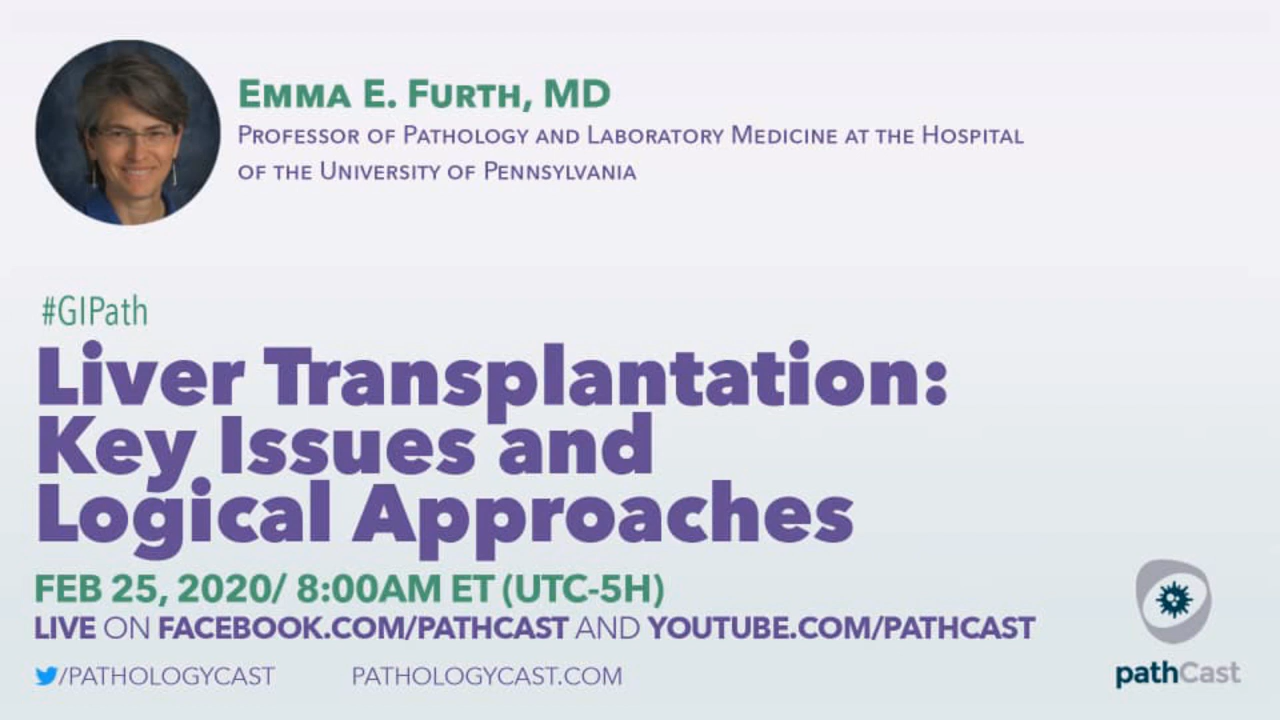 Emma E. Furth, MD
Professor of Pathology and Laboratory Medicine at the Hospital
of the University of Pennsylvania
#GIPath
Liver Transplantation:
Key Issues and
Logical Approaches
FEB 25, 2020/ 8:00AM ET (UTC-5H)
LIVE ON FACEBOOK.COM/PATHCAST AND YOUTUBE.COM/PATHCAST
/PATHOLOGYCAST PATHOLOGYCAST.COM
pathCast